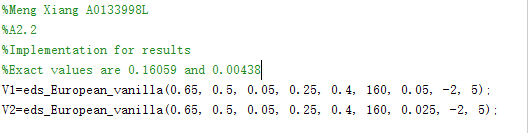 %Meng Xiang A0133998L
%A2.2
%Implementation for results
%Exact values are 0.16059 and 0.00438
V1=eds_European_vanilla(0.65, 0.5, 0.05, 0.25, 0.4, 160, 0.05, -2, 5);
V2=eds_European_vanilla(0.65, 0.5, 0.05, 0.25, 0.4, 160, 0.025, -2, 5);